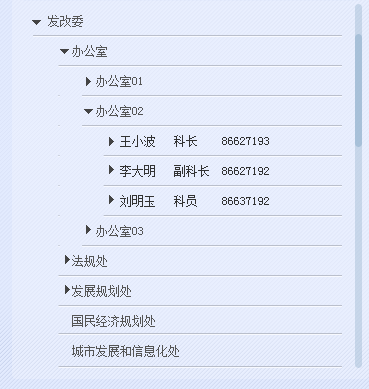 发改委
办公室
办公室01
办公室02
王小波 科长 86627193
李大明 副科长 86627192
刘明玉 科员 86637192
办公室03
法规处
发展规划处
国民经济规划处
城市发展和信息化处